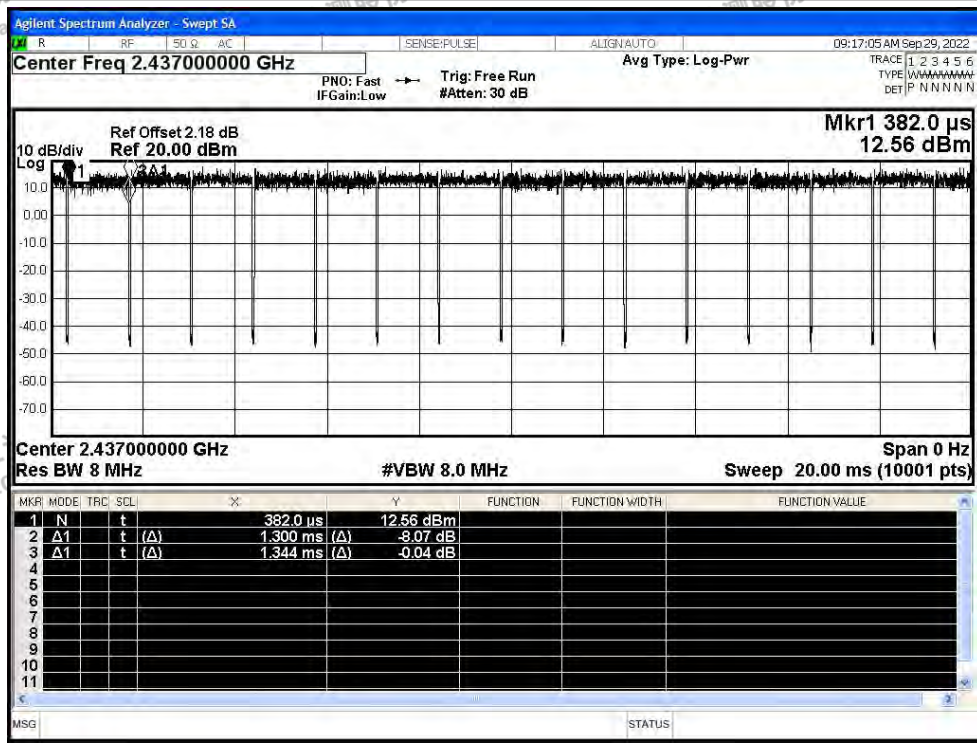 Agilent Spectrum Analyzer - Swept SA
R RF 50 Ω AC SENSE:PULSE ALIGN AUTO 09:17:05 AM Sep 29, 2022
Center Freq 2.437000000 GHz Avg Type: Log-Pwr TRACE 1 2 3 4 5 6
PNO: Fast Trig: Free Run TYPE
IFGain:Low #Atten: 30 dB DET P N N N N N
Mkr1 382.0 µs
12.56 dBm
Ref Offset 2.18 dB
10 dB/div Ref 20.00 dBm
Log
1
3Δ1
10.0
0.00
-10.0
-20.0
-30.0
-40.0
-50.0
-60.0
-70.0
Center 2.437000000 GHz Span 0 Hz
Res BW 8 MHz #VBW 8.0 MHz Sweep 20.00 ms (10001 pts)
MKR MODE TRC SCL X Y FUNCTION FUNCTION WIDTH FUNCTION VALUE
1 N t 382.0 µs 12.56 dBm
2 Δ1 t (Δ) 1.300 ms (Δ) -8.07 dB
3 Δ1 t (Δ) 1.344 ms (Δ) -0.04 dB
4
5
6
7
8
9
10
11
MSG STATUS